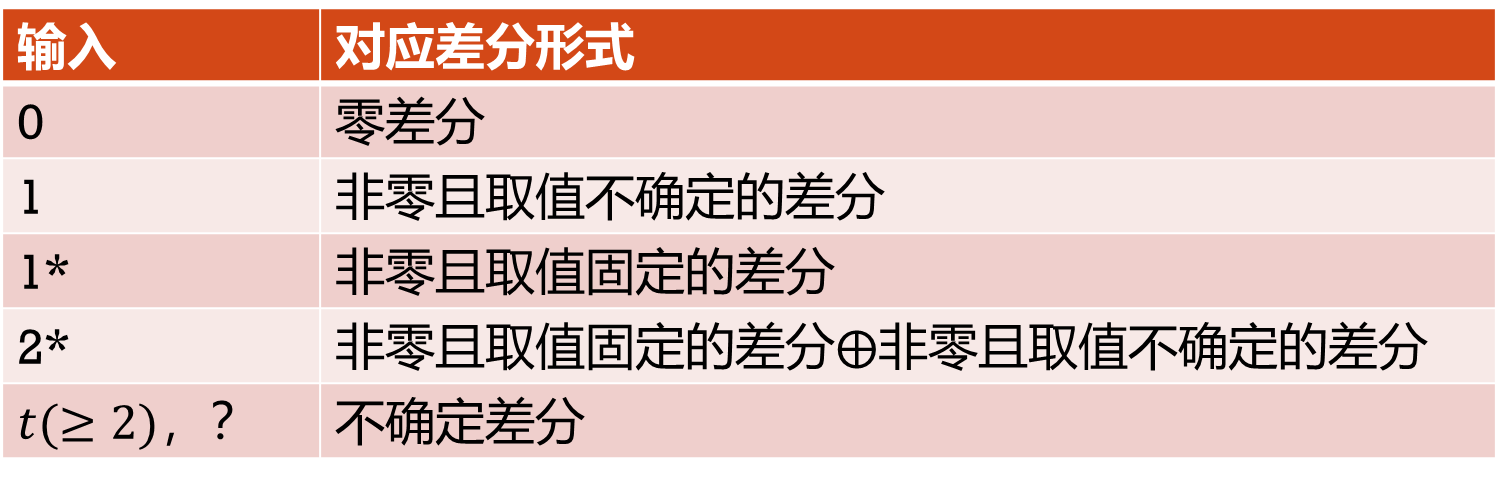 输入 对应差分形式
0 零差分
1 非零且取值不确定的差分
1* 非零且取值固定的差分
2* 非零且取值固定的差分⊕非零且取值不确定的差分
t(≥ 2)，？ 不确定差分